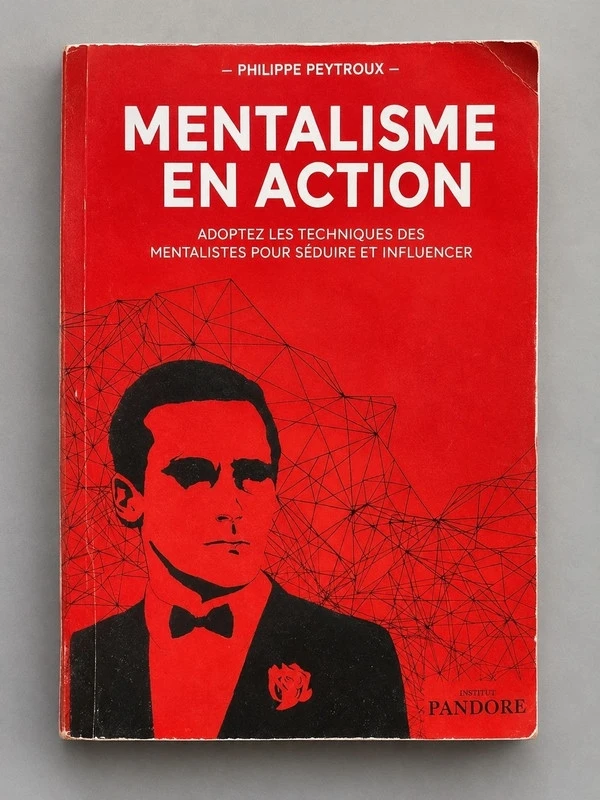 — PHILIPPE PEYTROUX —
MENTALISME
EN ACTION
ADOPTEZ LES TECHNIQUES DES
MENTALISTES POUR SÉDUIRE ET INFLUENCER
INSTITUT
PANDORE